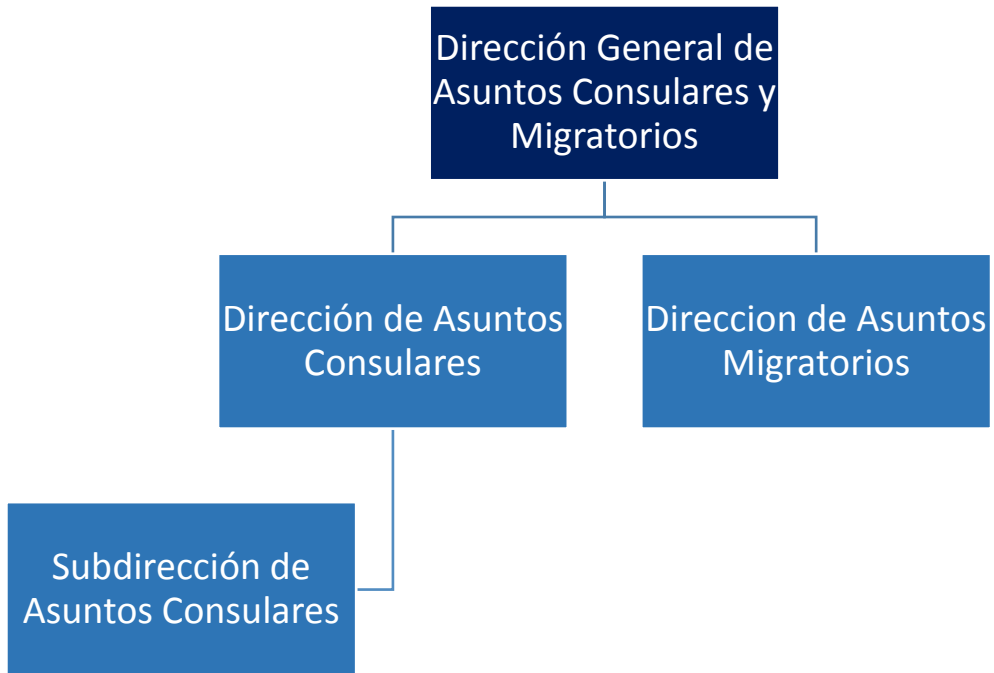 Dirección General de
Asuntos Consulares y
Migratorios
Dirección de Asuntos
Consulares
Direccion de Asuntos
Migratorios
Subdirección de
Asuntos Consulares